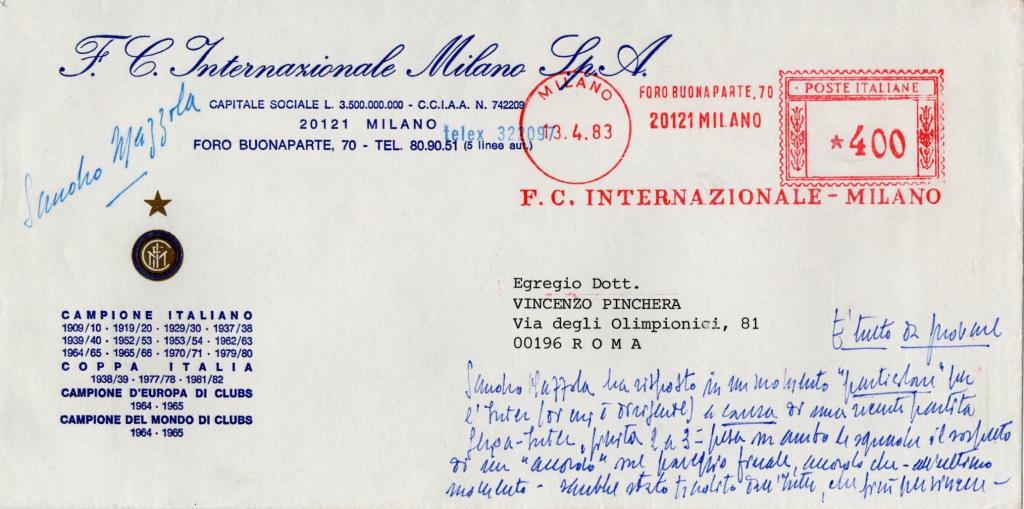 F. C. Internazionale Milano S.p.A.
CAPITALE SOCIALE L. 3.500.000.000 - C.C.I.A.A. N. 742209
20121 MILANO
telex 322097
FORO BUONAPARTE, 70 - TEL. 80.90.51 (5 linee aut.)
Sandro Mazzola
MILANO
13.4.83
FORO BUONAPARTE, 70
20121 MILANO
· POSTE ITALIANE ·
*400
F. C. INTERNAZIONALE - MILANO
CAMPIONE ITALIANO
1909/10 · 1919/20 · 1929/30 · 1937/38
1939/40 · 1952/53 · 1953/54 · 1962/63
1964/65 · 1965/66 · 1970/71 · 1979/80
COPPA ITALIA
1938/39 · 1977/78 · 1981/82
CAMPIONE D'EUROPA DI CLUBS
1964 · 1965
CAMPIONE DEL MONDO DI CLUBS
1964 · 1965
Egregio Dott.
VINCENZO PINCHERA
Via degli Olimpionici, 81
00196 R O M A
È tutto da provare
Sandro Mazzola ha risposto in un momento "particolare" per
l'Inter (di cui è dirigente) a causa di una recente partita
Genoa-Inter, finita 2 a 3 - pesa su ambo le squadre il sospetto
di un "accordo" sul pareggio finale, accordo che - all'ultimo
momento - sarebbe stato tradito dall'Inter, che finì per vincere -